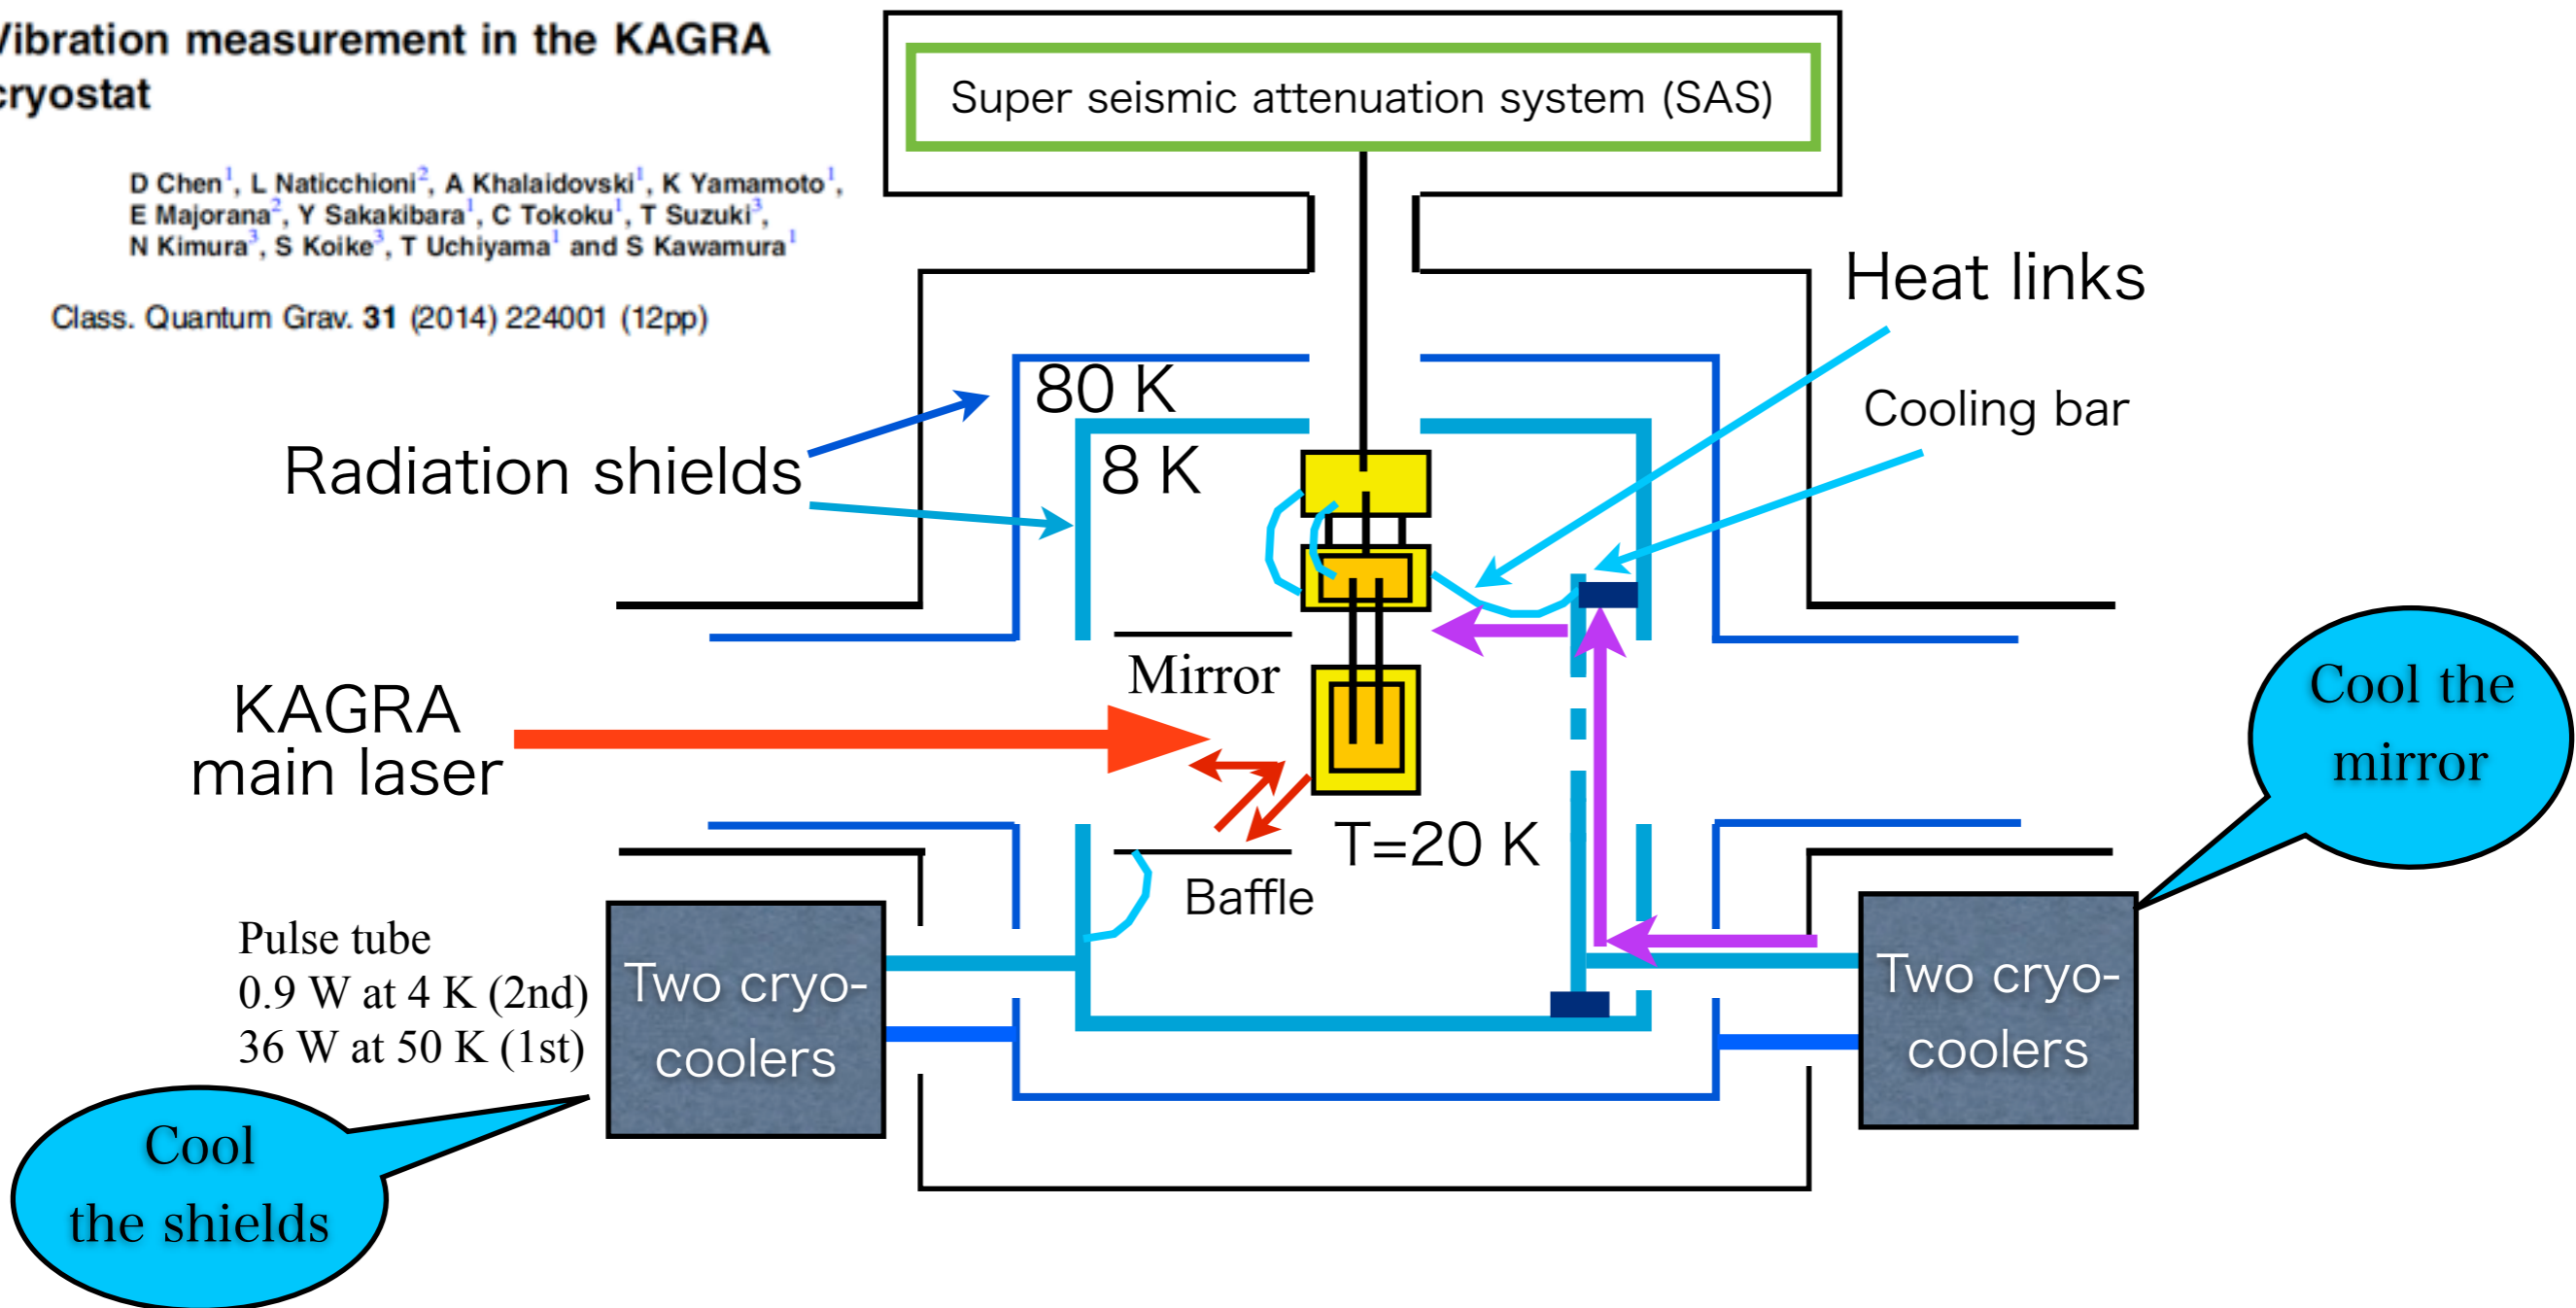 Vibration measurement in the KAGRA
cryostat
D Chen1, L Naticchioni2, A Khalaidovski1, K Yamamoto1,
E Majorana2, Y Sakakibara1, C Tokoku1, T Suzuki3,
N Kimura3, S Koike3, T Uchiyama1 and S Kawamura1
Class. Quantum Grav. 31 (2014) 224001 (12pp)
Super seismic attenuation system (SAS)
Heat links
Cooling bar
80 K
8 K
Radiation shields
Mirror
KAGRA
main laser
Cool the
mirror
T=20 K
Baffle
Pulse tube
0.9 W at 4 K (2nd)
36 W at 50 K (1st)
Two cryo-
coolers
Two cryo-
coolers
Cool
the shields